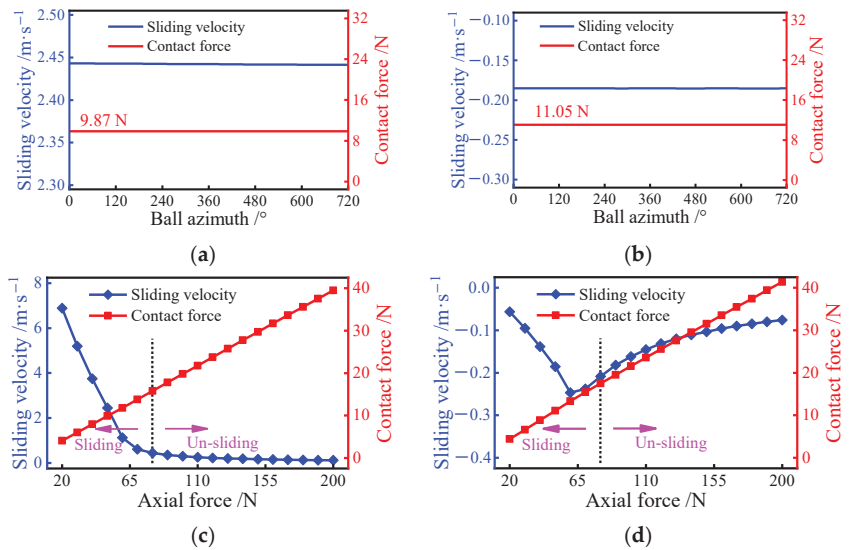 (a)
Sliding velocity
Contact force
9.87 N
Sliding velocity /m·s⁻¹
2.50
2.45
2.40
2.35
2.30
0 120 240 360 480 600 720
Ball azimuth /°
32
24
16
8
0
Contact force /N
(b)
Sliding velocity
Contact force
11.05 N
Sliding velocity /m·s⁻¹
−0.10
−0.15
−0.20
−0.25
−0.30
0 120 240 360 480 600 720
Ball azimuth /°
32
24
16
8
0
Contact force /N
(c)
Sliding velocity
Contact force
Sliding
Un-sliding
Sliding velocity /m·s⁻¹
8
6
4
2
0
20 65 110 155 200
Axial force/N
40
30
20
10
0
Contact force /N
(d)
Sliding velocity
Contact force
Sliding
Un-sliding
Sliding velocity /m·s⁻¹
0.0
−0.1
−0.2
−0.3
−0.4
20 65 110 155 200
Axial force/N
40
30
20
10
0
Contact force /N